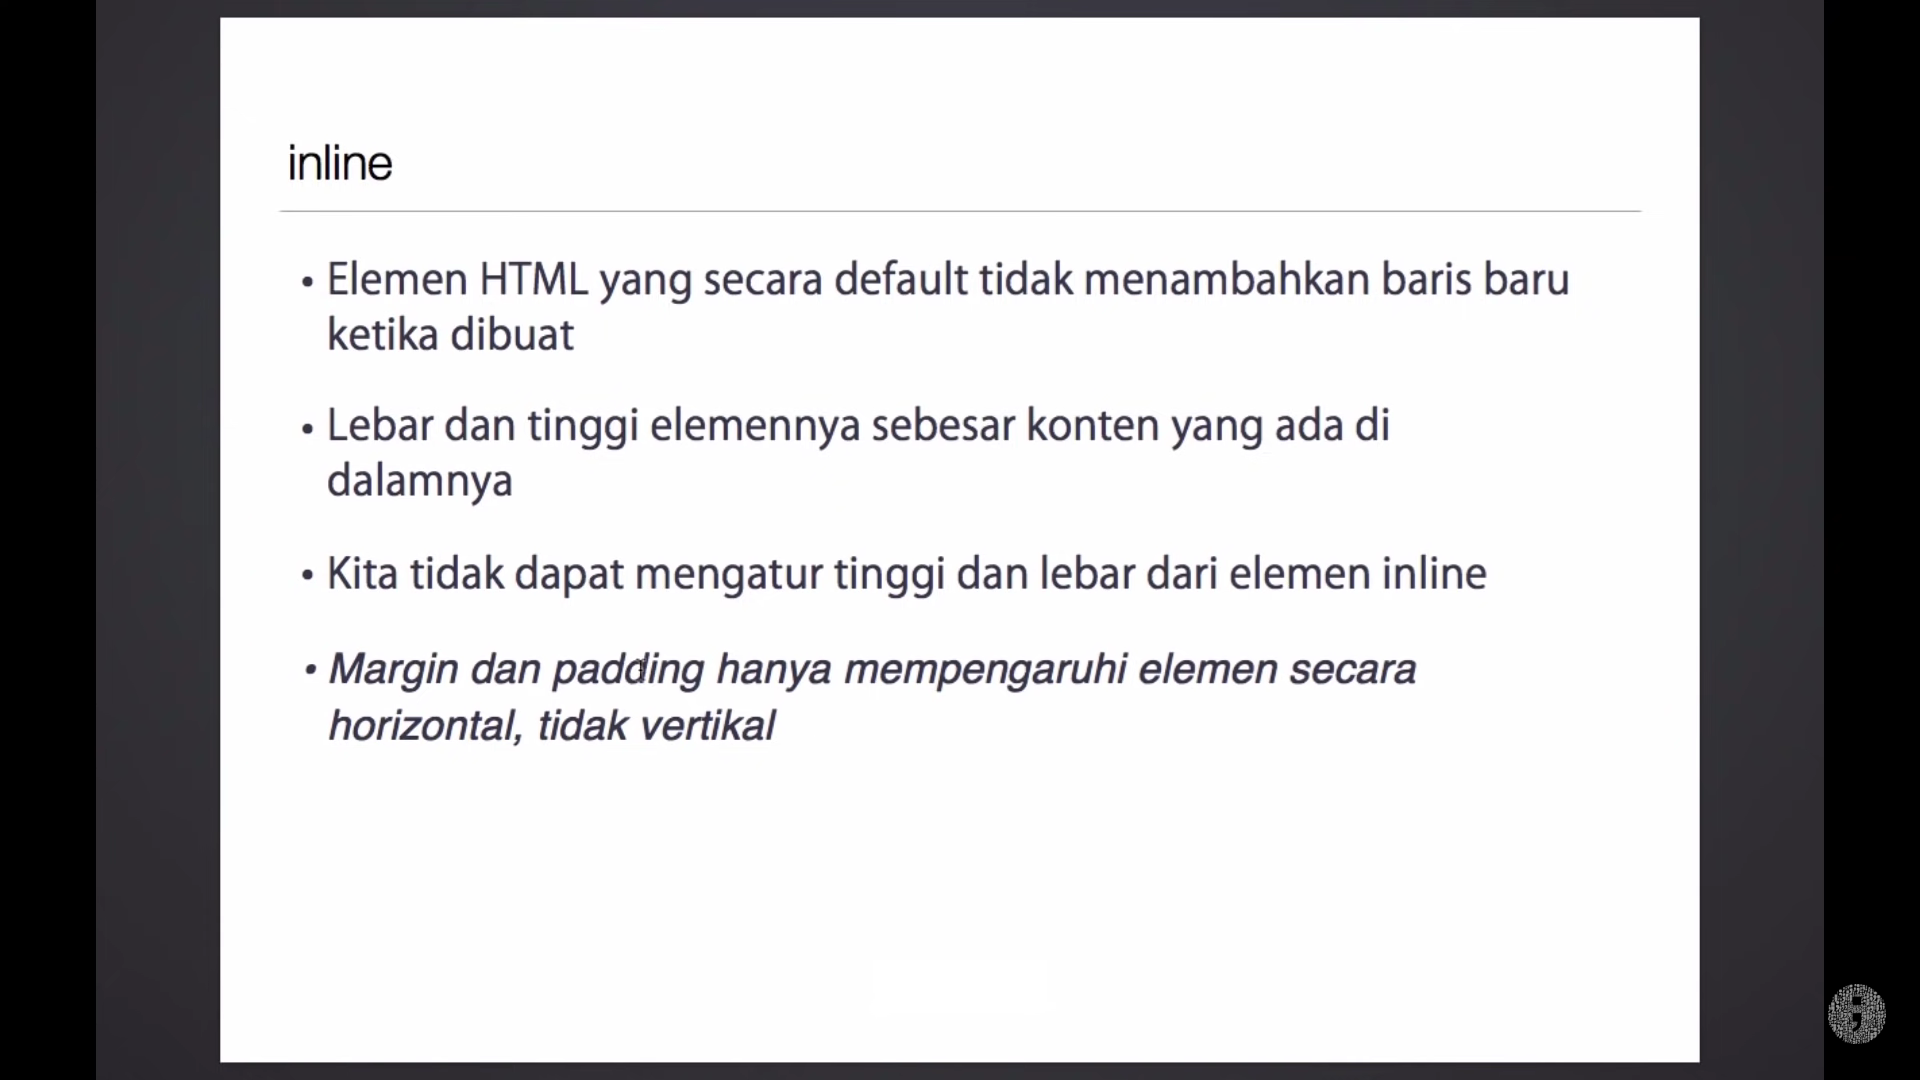 inline
• Elemen HTML yang secara default tidak menambahkan baris baru
ketika dibuat
• Lebar dan tinggi elemennya sebesar konten yang ada di
dalamnya
• Kita tidak dapat mengatur tinggi dan lebar dari elemen inline
• Margin dan padding hanya mempengaruhi elemen secara
horizontal, tidak vertikal